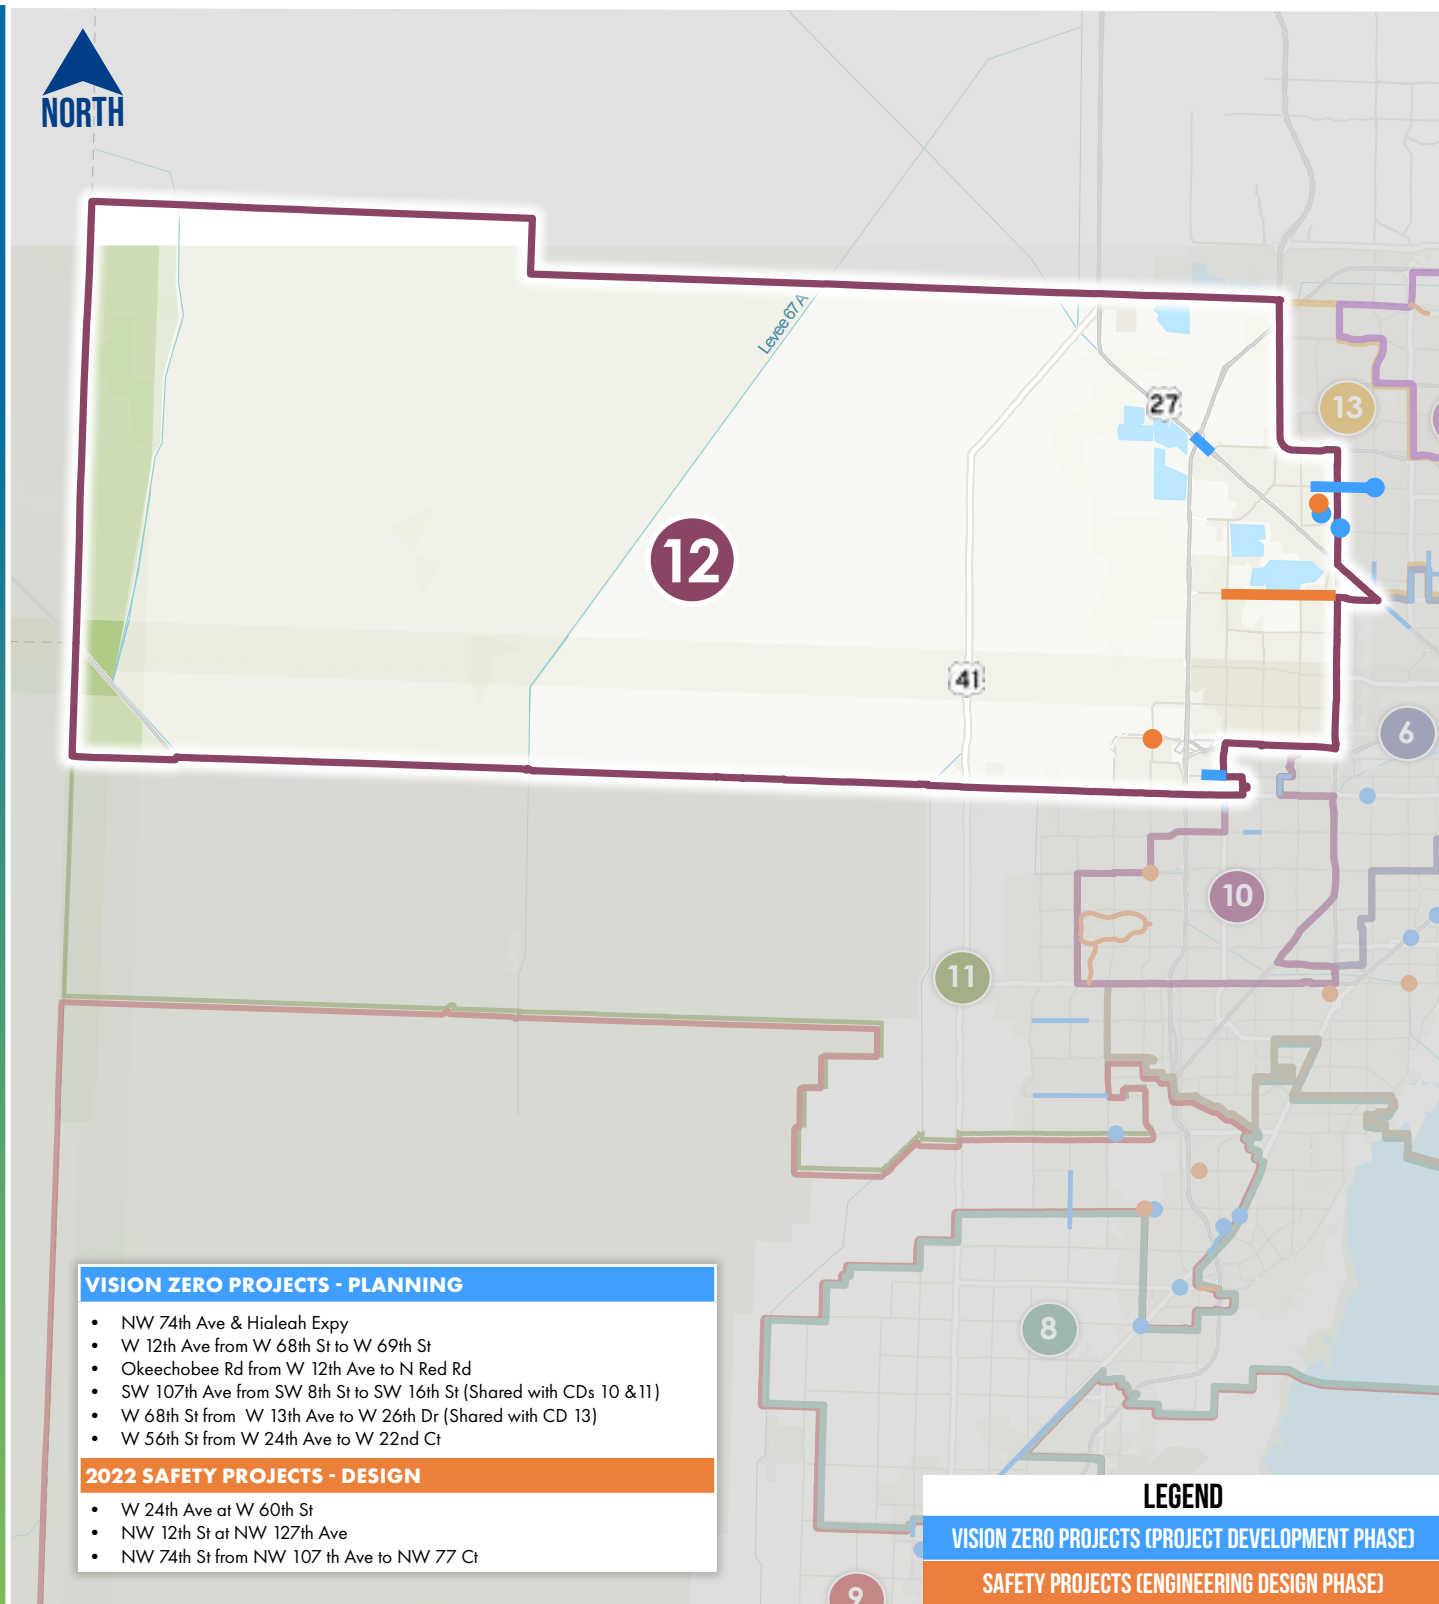 NORTH
Levee 67A
27
13
12
41
6
10
11
8
9
VISION ZERO PROJECTS - PLANNING
• NW 74th Ave & Hialeah Expy
• W 12th Ave from W 68th St to W 69th St
• Okeechobee Rd from W 12th Ave to N Red Rd
• SW 107th Ave from SW 8th St to SW 16th St (Shared with CDs 10 &11)
• W 68th St from W 13th Ave to W 26th Dr (Shared with CD 13)
• W 56th St from W 24th Ave to W 22nd Ct
2022 SAFETY PROJECTS - DESIGN
• W 24th Ave at W 60th St
• NW 12th St at NW 127th Ave
• NW 74th St from NW 107 th Ave to NW 77 Ct
LEGEND
VISION ZERO PROJECTS (PROJECT DEVELOPMENT PHASE)
SAFETY PROJECTS (ENGINEERING DESIGN PHASE)